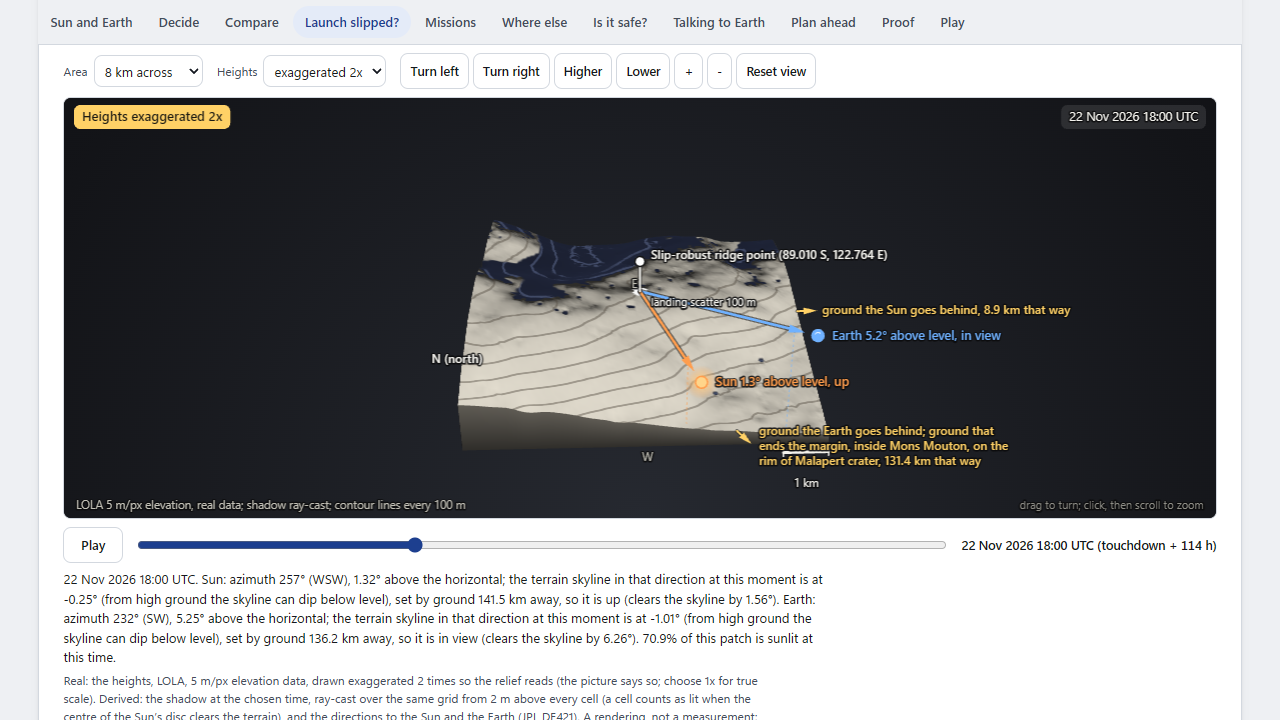 Sun and Earth Decide Compare Launch slipped? Missions Where else Is it safe? Talking to Earth Plan ahead Proof Play
Area 8 km across Heights exaggerated 2x Turn left Turn right Higher Lower + - Reset view
Heights exaggerated 2x
22 Nov 2026 18:00 UTC
Slip-robust ridge point (89.010 S, 122.764 E)
E
landing scatter 100 m
ground the Sun goes behind, 8.9 km that way
Earth 5.2° above level, in view
N (north)
Sun 1.3° above level, up
ground the Earth goes behind; ground that
ends the margin, inside Mons Mouton, on the
rim of Malapert crater, 131.4 km that way
W
1 km
LOLA 5 m/px elevation, real data; shadow ray-cast; contour lines every 100 m
drag to turn; click, then scroll to zoom
Play
22 Nov 2026 18:00 UTC (touchdown + 114 h)
22 Nov 2026 18:00 UTC. Sun: azimuth 257° (WSW), 1.32° above the horizontal; the terrain skyline in that direction at this moment is at
-0.25° (from high ground the skyline can dip below level), set by ground 141.5 km away, so it is up (clears the skyline by 1.56°). Earth:
azimuth 232° (SW), 5.25° above the horizontal; the terrain skyline in that direction at this moment is at -1.01° (from high ground the
skyline can dip below level), set by ground 136.2 km away, so it is in view (clears the skyline by 6.26°). 70.9% of this patch is sunlit at
this time.
Real: the heights, LOLA, 5 m/px elevation data, drawn exaggerated 2 times so the relief reads (the picture says so; choose 1x for true
scale). Derived: the shadow at the chosen time, ray-cast over the same grid from 2 m above every cell (a cell counts as lit when the
centre of the Sun's disc clears the terrain), and the directions to the Sun and the Earth (JPL DE421). A rendering, not a measurement: